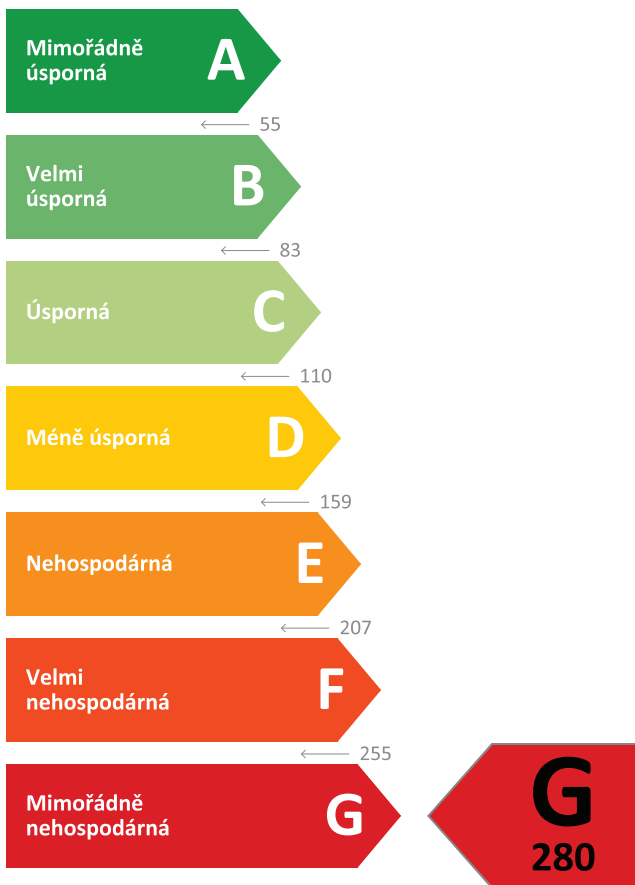 Mimořádně
úsporná
A
55
Velmi
úsporná
B
83
Úsporná
C
110
Méně úsporná
D
159
Nehospodárná
E
207
Velmi
nehospodárná
F
255
Mimořádně
nehospodárná
G
G
280